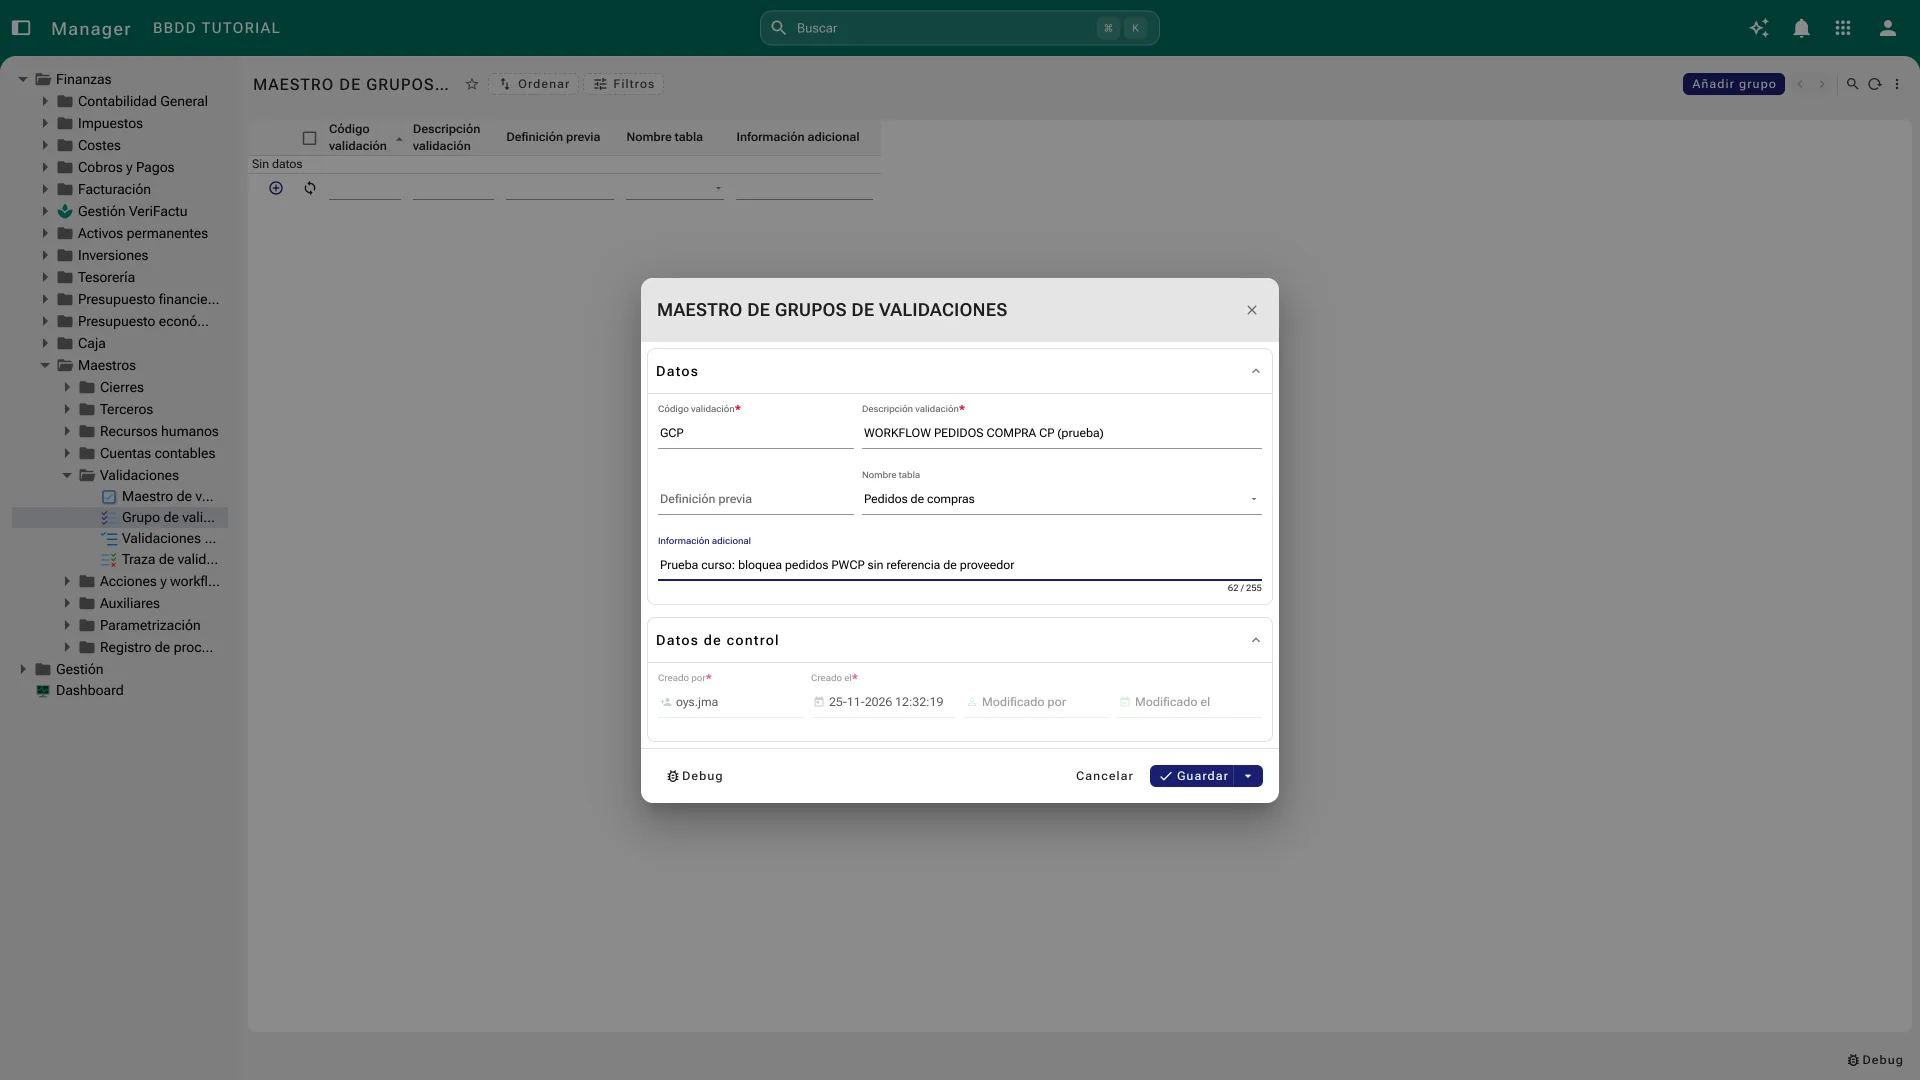 Manager
BBDD TUTORIAL
Buscar
⌘ K
Finanzas
Contabilidad General
Impuestos
Costes
Cobros y Pagos
Facturación
Gestión VeriFactu
Activos permanentes
Inversiones
Tesorería
Presupuesto financie...
Presupuesto econó...
Caja
Maestros
Cierres
Terceros
Recursos humanos
Cuentas contables
Validaciones
Maestro de v...
Grupo de vali...
Validaciones ...
Traza de valid...
Acciones y workfl...
Auxiliares
Parametrización
Registro de proc...
Gestión
Dashboard
MAESTRO DE GRUPOS...
Ordenar
Filtros
Añadir grupo
Código validación
Descripción validación
Definición previa
Nombre tabla
Información adicional
Sin datos
MAESTRO DE GRUPOS DE VALIDACIONES
Datos
Código validación*
Descripción validación*
GCP
WORKFLOW PEDIDOS COMPRA CP (prueba)
Nombre tabla
Definición previa
Pedidos de compras
Información adicional
Prueba curso: bloquea pedidos PWCP sin referencia de proveedor
62 / 255
Datos de control
Creado por*
Creado el*
oys.jma
25-11-2026 12:32:19
Modificado por
Modificado el
Debug
Cancelar
Guardar
Debug